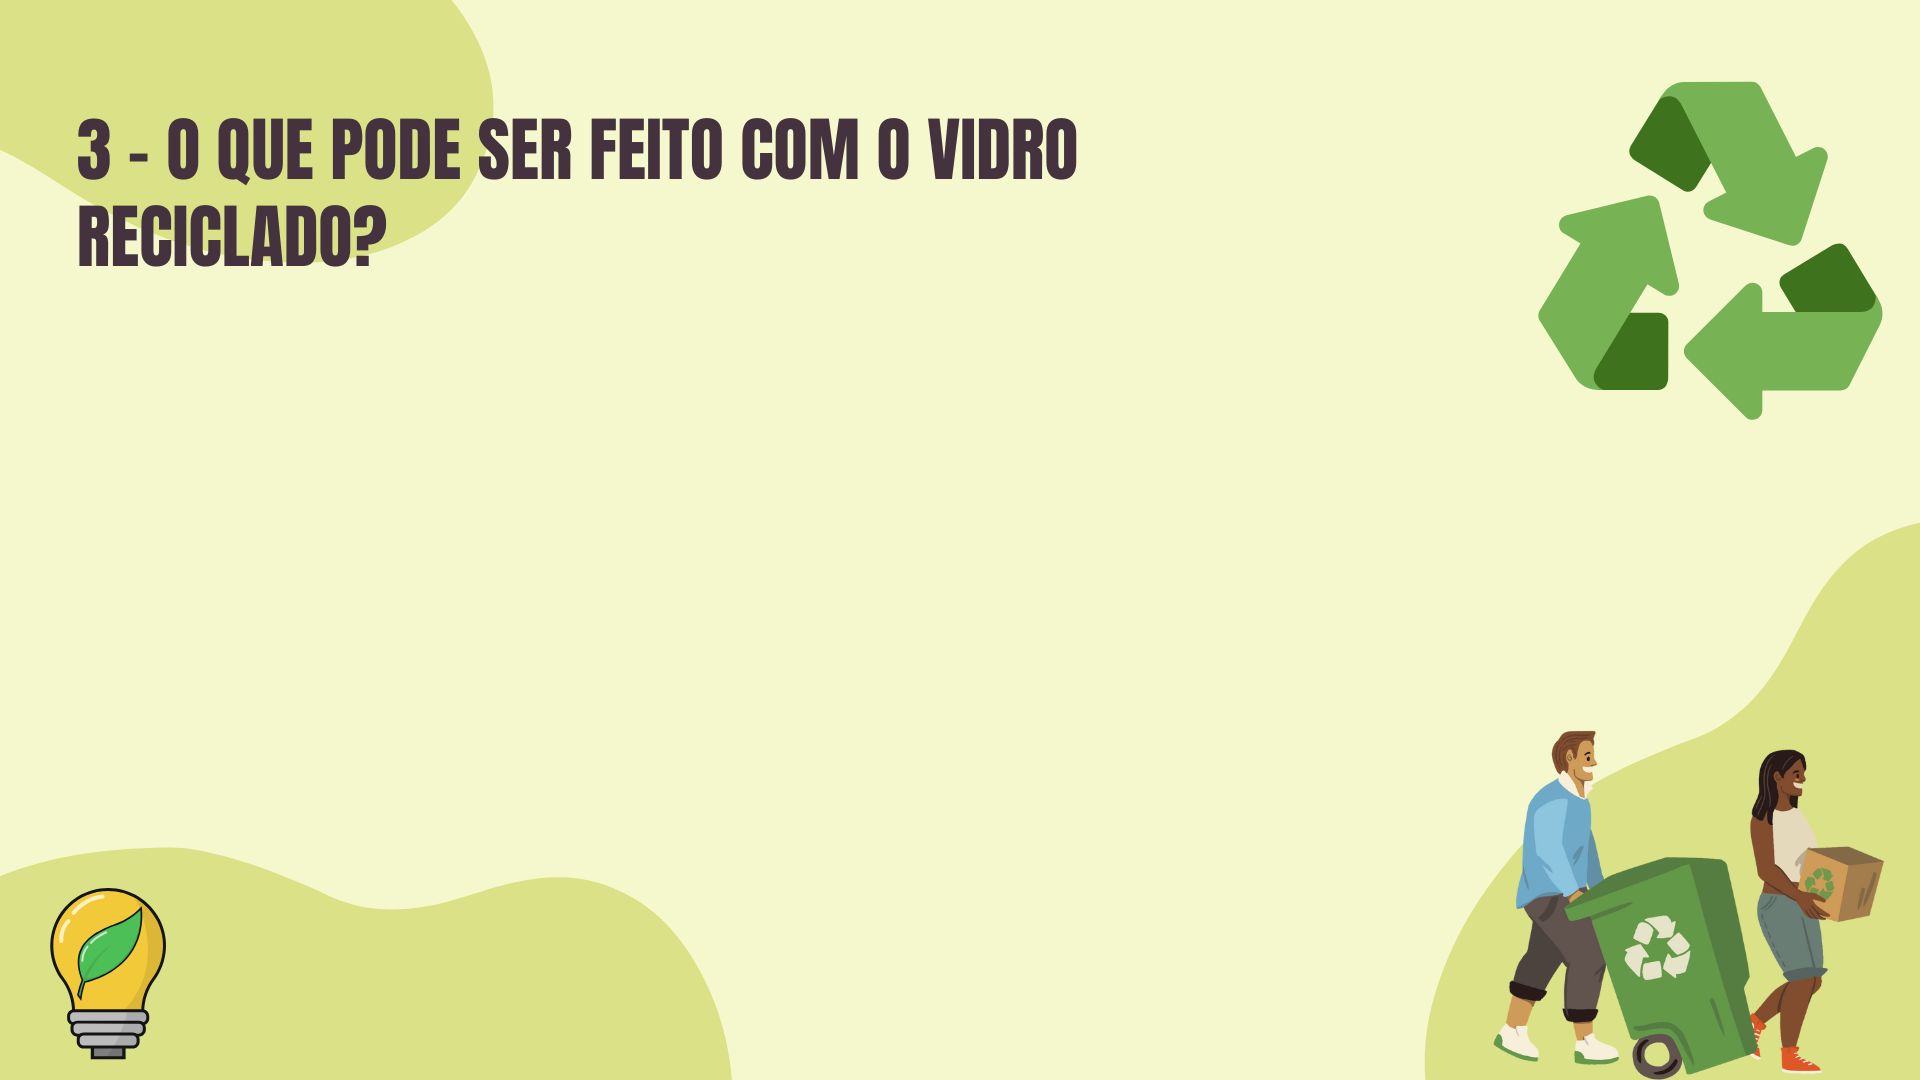 3 - O QUE PODE SER FEITO COM O VIDRO
RECICLADO?